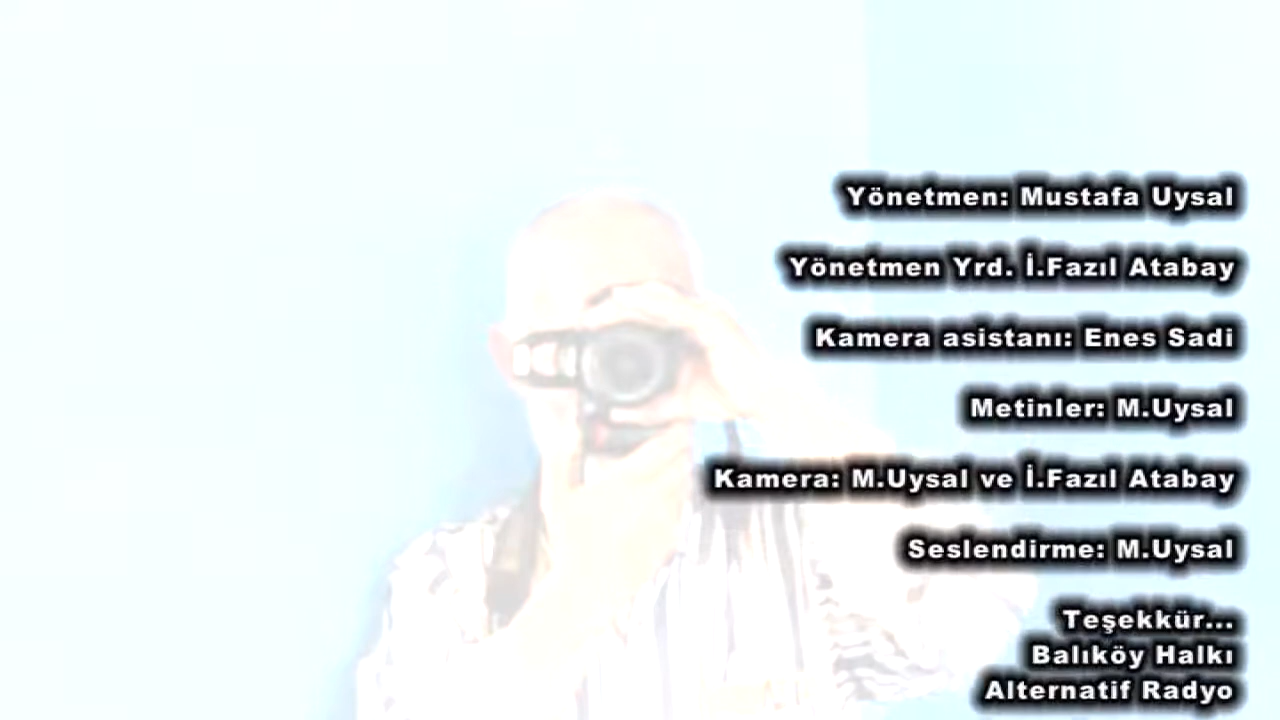 Yönetmen: Mustafa Uysal
Yönetmen Yrd. İ.Fazıl Atabay
Kamera asistanı: Enes Sadi
Metinler: M.Uysal
Kamera: M.Uysal ve İ.Fazıl Atabay
Seslendirme: M.Uysal
Teşekkür...
Balıköy Halkı
Alternatif Radyo